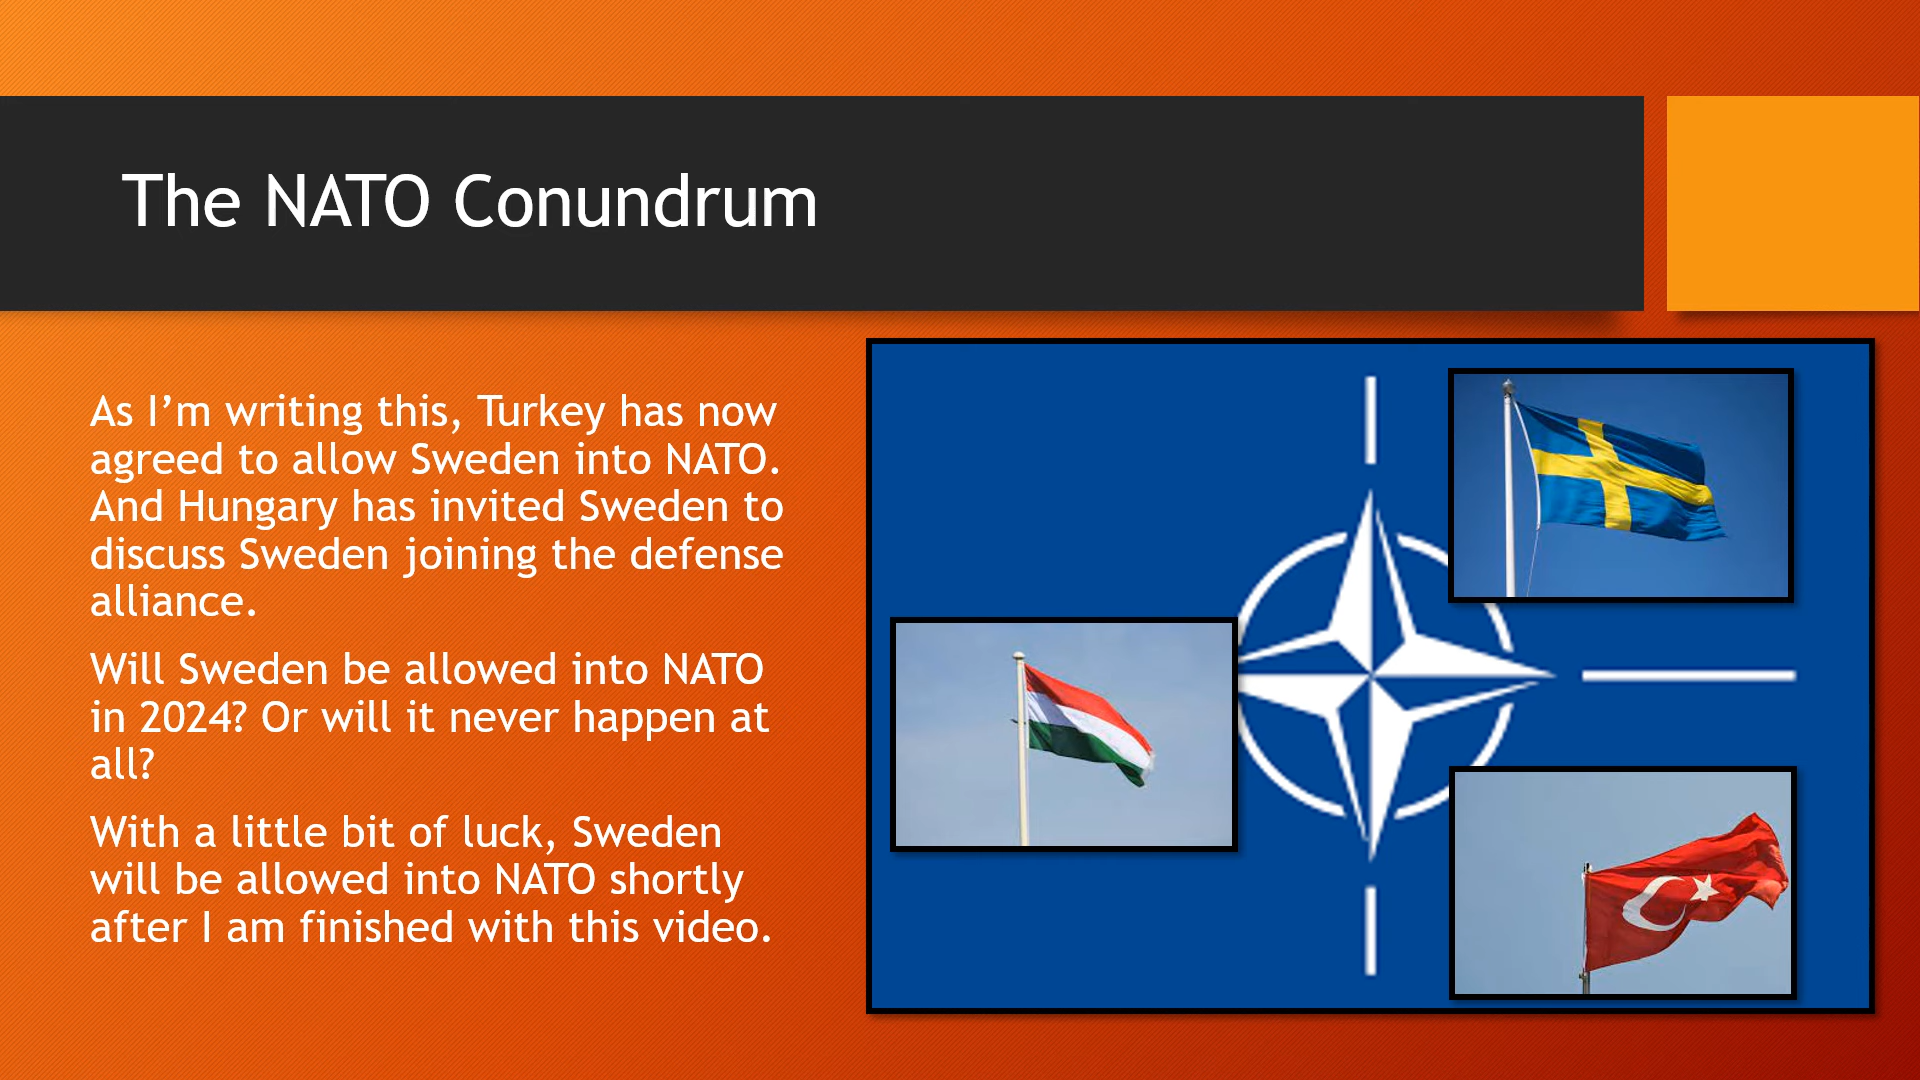 The NATO Conundrum
As I’m writing this, Turkey has now
agreed to allow Sweden into NATO.
And Hungary has invited Sweden to
discuss Sweden joining the defense
alliance.
Will Sweden be allowed into NATO
in 2024? Or will it never happen at
all?
With a little bit of luck, Sweden
will be allowed into NATO shortly
after I am finished with this video.